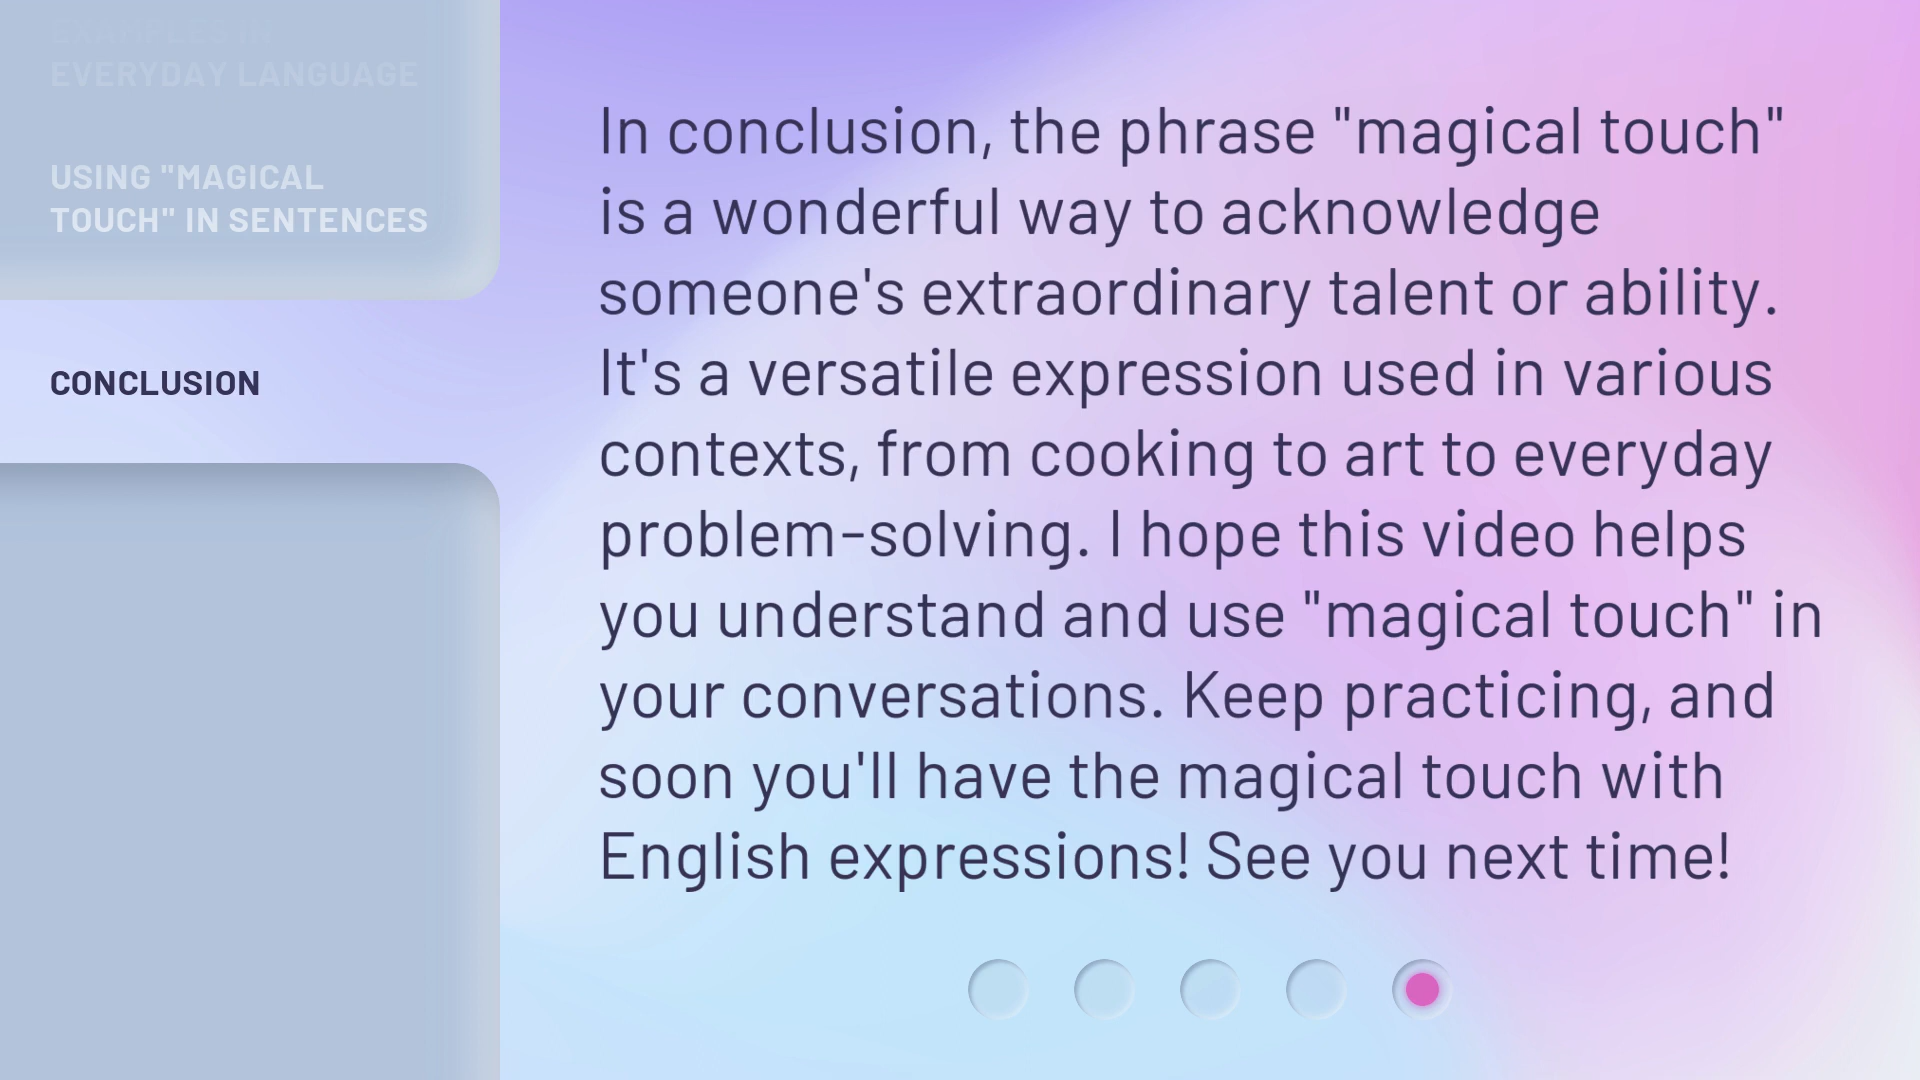 EXAMPLES IN
EVERYDAY LANGUAGE
USING "MAGICAL
TOUCH" IN SENTENCES
CONCLUSION
In conclusion, the phrase "magical touch"
is a wonderful way to acknowledge
someone's extraordinary talent or ability.
It's a versatile expression used in various
contexts, from cooking to art to everyday
problem-solving. I hope this video helps
you understand and use "magical touch" in
your conversations. Keep practicing, and
soon you'll have the magical touch with
English expressions! See you next time!